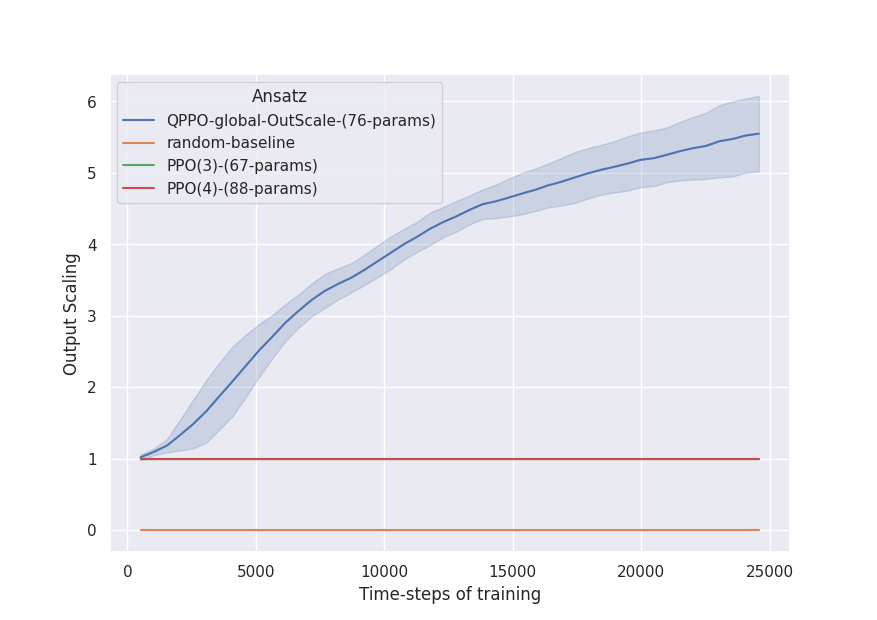 Ansatz
QPPO-global-OutScale-(76-params)
random-baseline
PPO(3)-(67-params)
PPO(4)-(88-params)
Output Scaling
6
5
4
3
2
1
0
0 5000 10000 15000 20000 25000
Time-steps of training